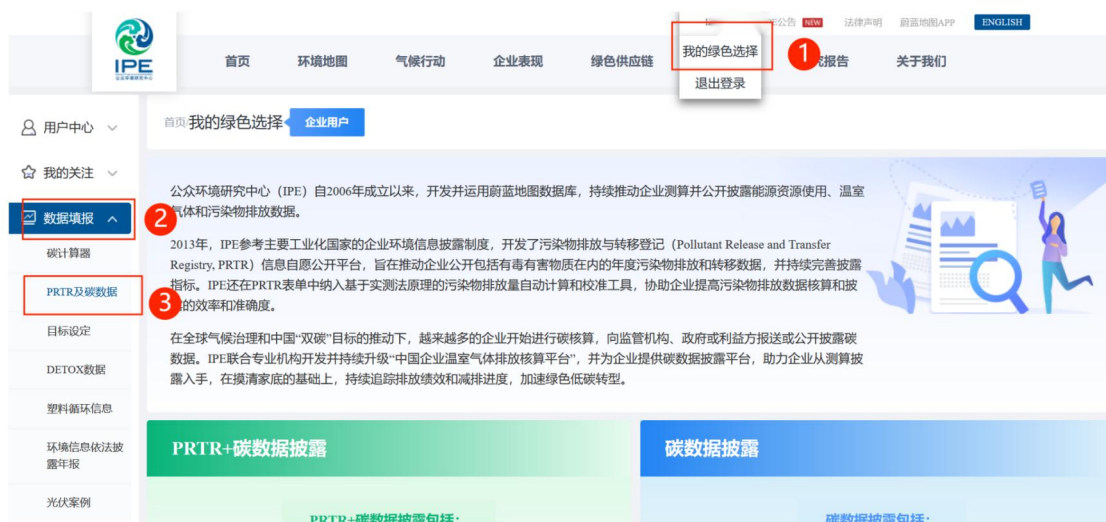 公告 NEW 法律声明 蔚蓝地图APP ENGLISH
IPE
公众环境研究中心
首页 环境地图 气候行动 企业表现 绿色供应链 我的绿色选择 1 报告 关于我们
退出登录
用户中心
首页/我的绿色选择 企业用户
我的关注
数据填报 2
碳计算器
PRTR及碳数据 3
目标设定
DETOX数据
塑料循环信息
环境信息依法披
露年报
光伏案例
公众环境研究中心（IPE）自2006年成立以来，开发并运用蔚蓝地图数据库，持续推动企业测算并公开披露能源资源使用、温室
气体和污染物排放数据。
2013年，IPE参考主要工业化国家的企业环境信息披露制度，开发了污染物排放与转移登记（Pollutant Release and Transfer
Registry, PRTR）信息自愿公开平台，旨在推动企业公开包括有毒有害物质在内的年度污染物排放和转移数据，并持续完善披露
指标。IPE还在PRTR表单中纳入基于实测法原理的污染物排放量自动计算和校准工具，协助企业提高污染物排放数据核算和披
的效率和准确度。
在全球气候治理和中国“双碳”目标的推动下，越来越多的企业开始进行碳核算，向监管机构、政府或利益方报送或公开披露碳
数据。IPE联合专业机构开发并持续升级“中国企业温室气体排放核算平台”，并为企业提供碳数据披露平台，助力企业从测算披
露入手，在摸清家底的基础上，持续追踪排放绩效和减排进度，加速绿色低碳转型。
PRTR+碳数据披露
碳数据披露
PRTR+碳数据披露包括：
碳数据披露包括：